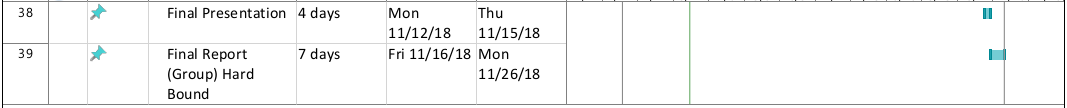 38 Final Presentation 4 days Mon Thu
11/12/18 11/15/18
39 Final Report 7 days Fri 11/16/18 Mon
(Group) Hard 11/26/18
Bound